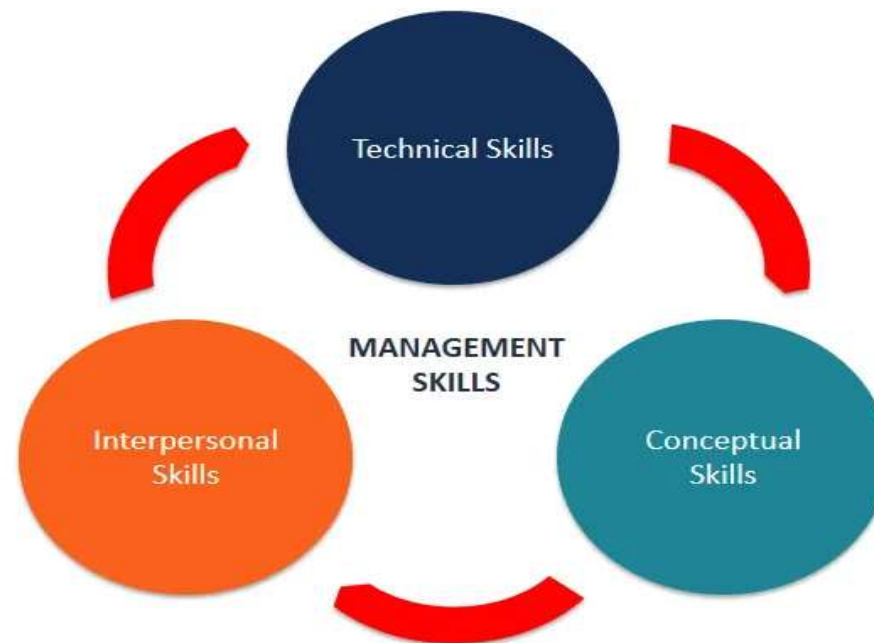 Technical Skills
MANAGEMENT
SKILLS
Interpersonal
Skills
Conceptual
Skills